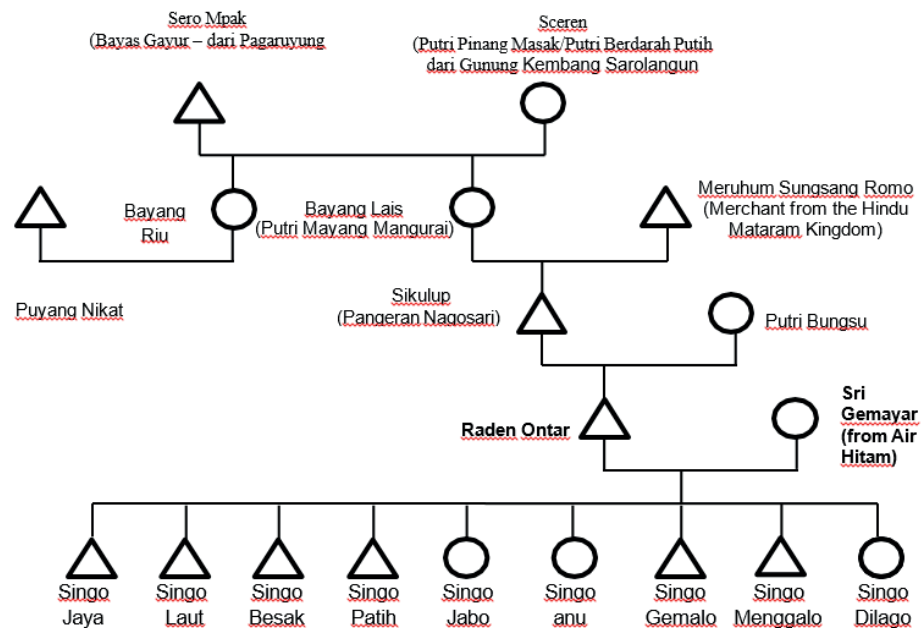 Sero Mpak
(Bayas Gayur – dari Pagaruyung
Sceren
(Putri Pinang Masak/Putri Berdarah Putih
dari Gunung Kembang Sarolangun
Bayang
Riu
Bayang Lais
(Putri Mayang Mangurai)
Meruhum Sungsang Romo
(Merchant from the Hindu
Mataram Kingdom)
Puyang Nikat
Sikulup
(Pangeran Nagosari)
Putri Bungsu
Raden Ontar
Sri
Gemayar
(from Air
Hitam)
Singo
Jaya
Singo
Laut
Singo
Besak
Singo
Patih
Singo
Jabo
Singo
anu
Singo
Gemalo
Singo
Menggalo
Singo
Dilago